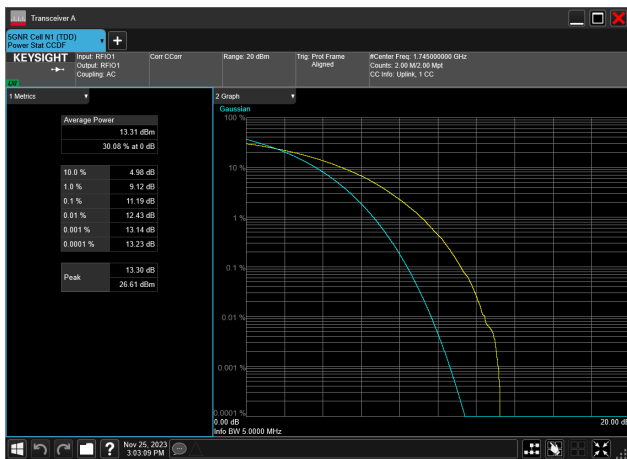 Transceiver A
5GNR Cell N1 (TDD)
Power Stat CCDF
KEYSIGHT
LXI
Input: RFIO1
Output: RFIO1
Coupling: AC
Corr CCorr
Range: 20 dBm
Trig: Prot Frame
Aligned
#Center Freq: 1.745000000 GHz
Counts: 2.00 M/2.00 Mpt
CC Info: Uplink, 1 CC
1 Metrics
Average Power
13.31 dBm
30.08 % at 0 dB
10.0 % 4.98 dB
1.0 % 9.12 dB
0.1 % 11.19 dB
0.01 % 12.43 dB
0.001 % 13.14 dB
0.0001 % 13.23 dB
Peak
13.30 dB
26.61 dBm
2 Graph
Gaussian
100 %
10 %
1 %
0.1 %
0.01 %
0.001 %
0.0001 %
0.00 dB
20.00 dB
Info BW 5.0000 MHz
Nov 25, 2023
3:03:09 PM